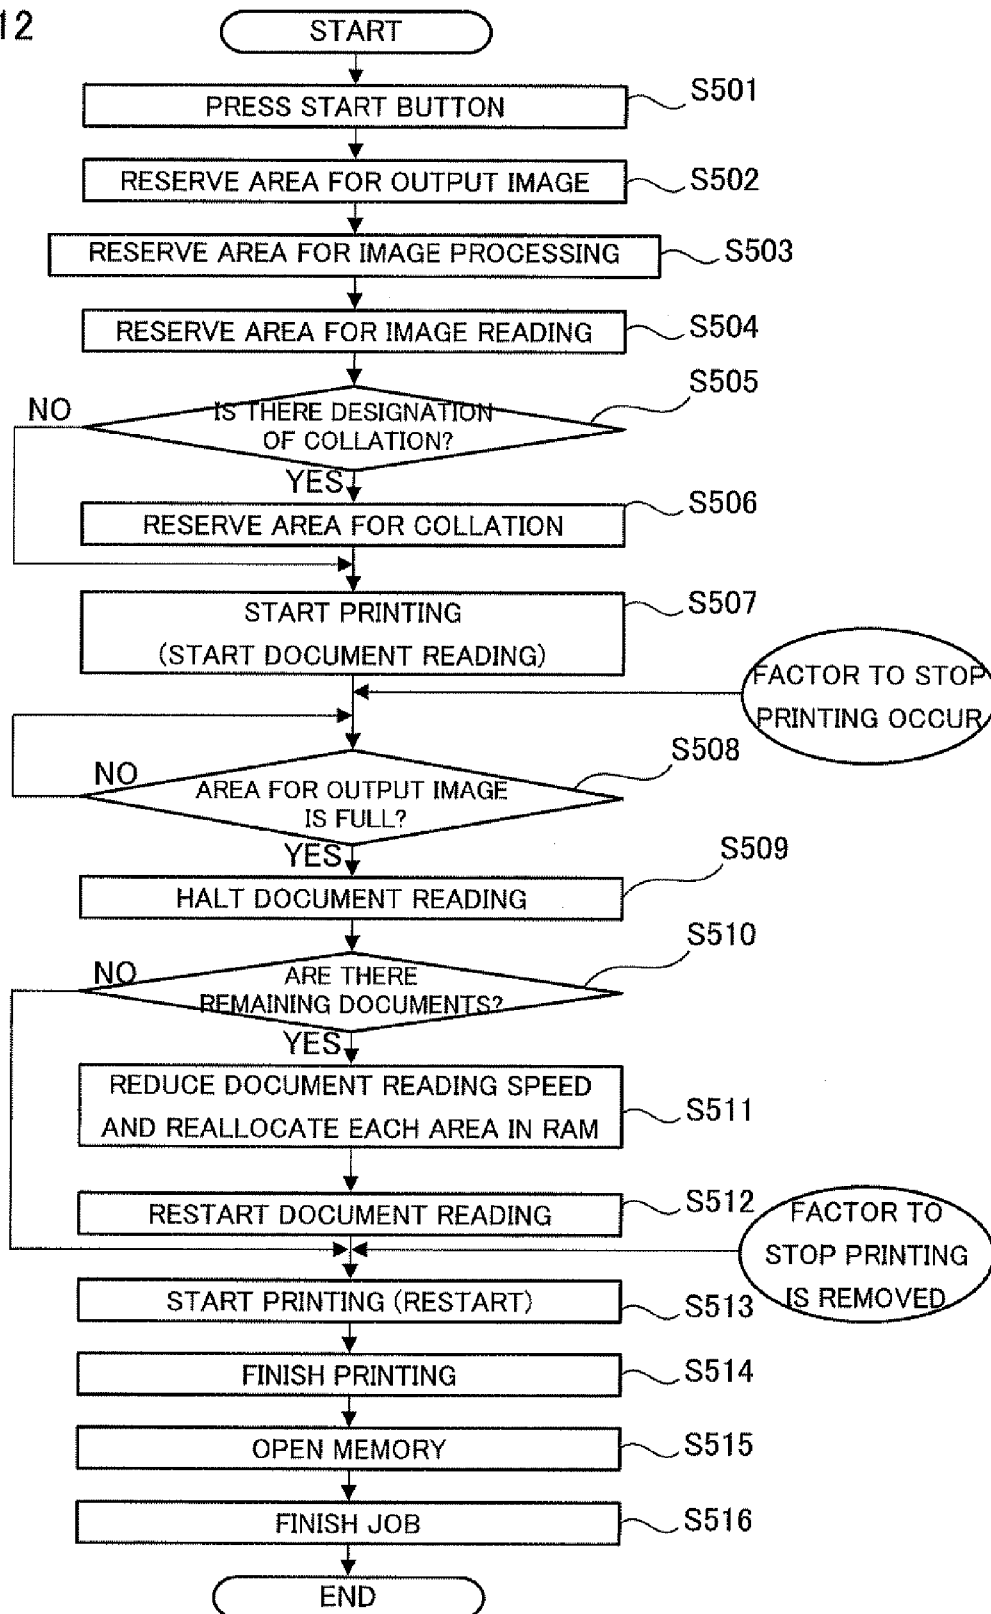 12
START
PRESS START BUTTON
S501
RESERVE AREA FOR OUTPUT IMAGE
S502
RESERVE AREA FOR IMAGE PROCESSING
S503
RESERVE AREA FOR IMAGE READING
S504
IS THERE DESIGNATION
OF COLLATION?
S505
NO
YES
RESERVE AREA FOR COLLATION
S506
START PRINTING
(START DOCUMENT READING)
S507
FACTOR TO STOP
PRINTING OCCUR
AREA FOR OUTPUT IMAGE
IS FULL?
S508
NO
YES
HALT DOCUMENT READING
S509
ARE THERE
REMAINING DOCUMENTS?
S510
NO
YES
REDUCE DOCUMENT READING SPEED
AND REALLOCATE EACH AREA IN RAM
S511
RESTART DOCUMENT READING
S512
FACTOR TO
STOP PRINTING
IS REMOVED
START PRINTING (RESTART)
S513
FINISH PRINTING
S514
OPEN MEMORY
S515
FINISH JOB
S516
END